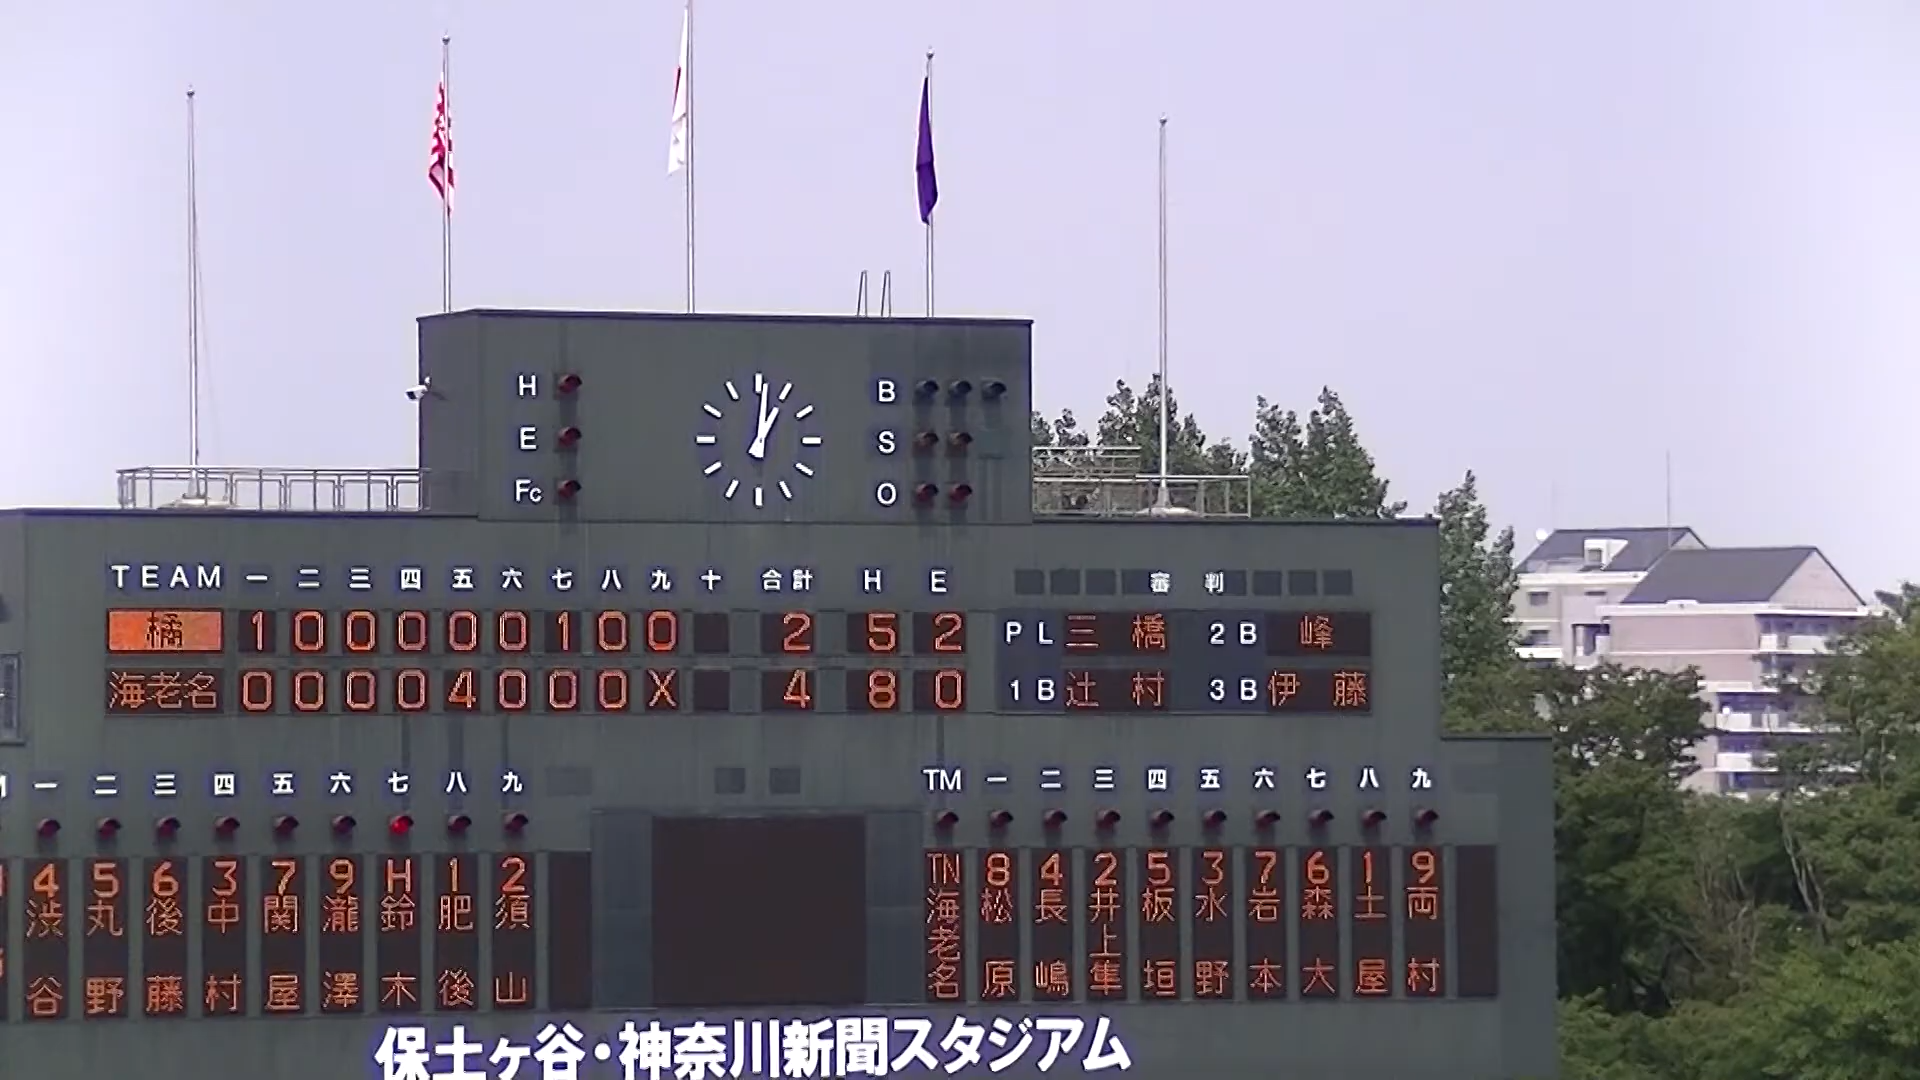 H B
E S
Fc O
TEAM 一 二 三 四 五 六 七 八 九 十 合計 H E 審判
橘 1 0 0 0 0 0 1 0 0 2 5 2 PL 三橋 2B 峰
海老名 0 0 0 0 4 0 0 0 X 4 8 0 1B 辻村 3B 伊藤
一 二 三 四 五 六 七 八 九
4 5 6 3 7 9 H 1 2
渋谷 丸野 後藤 中村 関屋 瀧澤 鈴木 肥後 須山
TM 一 二 三 四 五 六 七 八 九
TN 8 4 2 5 3 7 6 1 9
海老名 松原 長嶋 井上隼 板垣 水野 岩本 森大 土屋 両村
保土ヶ谷・神奈川新聞スタジアム